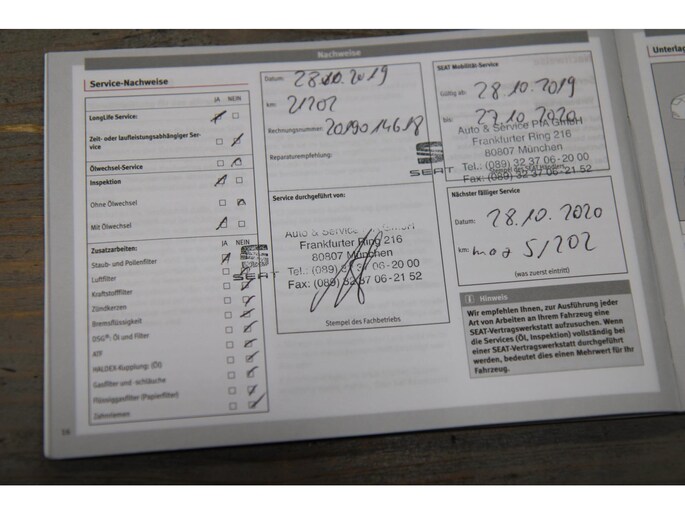 Nachweise
Service-Nachweise
JA NEIN
LongLife Service:
Zeit- oder laufleistungsabhängiger Ser-
vice
Ölwechsel-Service
Inspektion
Ohne Ölwechsel
Mit Ölwechsel
Zusatzarbeiten: JA NEIN
Staub- und Pollenfilter
Luftfilter
Kraftstofffilter
Zündkerzen
Bremsflüssigkeit
DSG®: Öl und Filter
ATF
HALDEX-Kupplung: (Öl)
Gasfilter und -schläuche
Flüssiggasfilter (Papierfilter)
Zahnriemen
16
Datum: 28.10.2019
km: 21202
Rechnungsnummer: 2019014618
Reparaturempfehlung:
Service durchgeführt von:
Auto & Service GmbH
Frankfurter Ring 216
80807 München
Tel.: (089) 32 37 06-20 00
Fax: (089) 32 37 06-21 52
SEAT
Stempel des Fachbetriebs
SEAT Mobilität-Service
Gültig ab: 28.10.2019
bis: 27.10.2020
Auto & Service PIA GmbH
Frankfurter Ring 216
80807 München
Tel.: (089) 32 37 06-20 00
Fax: (089) 32 37 06-21 52
SEAT
Nächster fälliger Service
Datum: 28.10.2020
km: 51202
(was zuerst eintritt)
i Hinweis
Wir empfehlen Ihnen, zur Ausführung jeder
Art von Arbeiten an Ihrem Fahrzeug eine
SEAT-Vertragswerkstatt aufzusuchen. Wenn
die Services (Öl, Inspektion) vollständig bei
einer SEAT-Vertragswerkstatt durchgeführt
werden, bedeutet dies einen Mehrwert für Ihr
Fahrzeug.
Unterlag